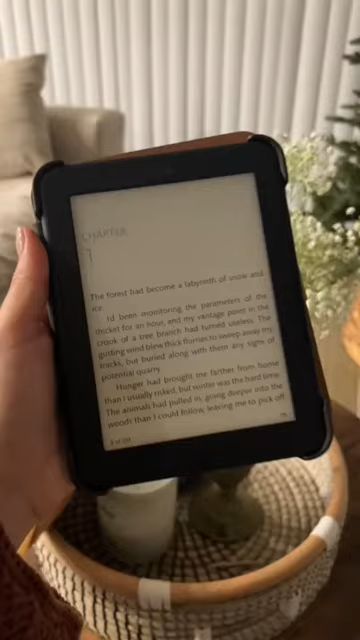 CHAPTER
1
The forest had become a labyrinth of snow and
ice.
I'd been monitoring the parameters of the
thicket for an hour, and my vantage point in the
crook of a tree branch had turned useless. The
gusting wind blew thick flurries to sweep away my
tracks, but buried along with them any signs of
potential quarry.
Hunger had brought me farther from home
than I usually risked, but winter was the hard time.
The animals had pulled in, going deeper into the
woods than I could follow, leaving me to pick off